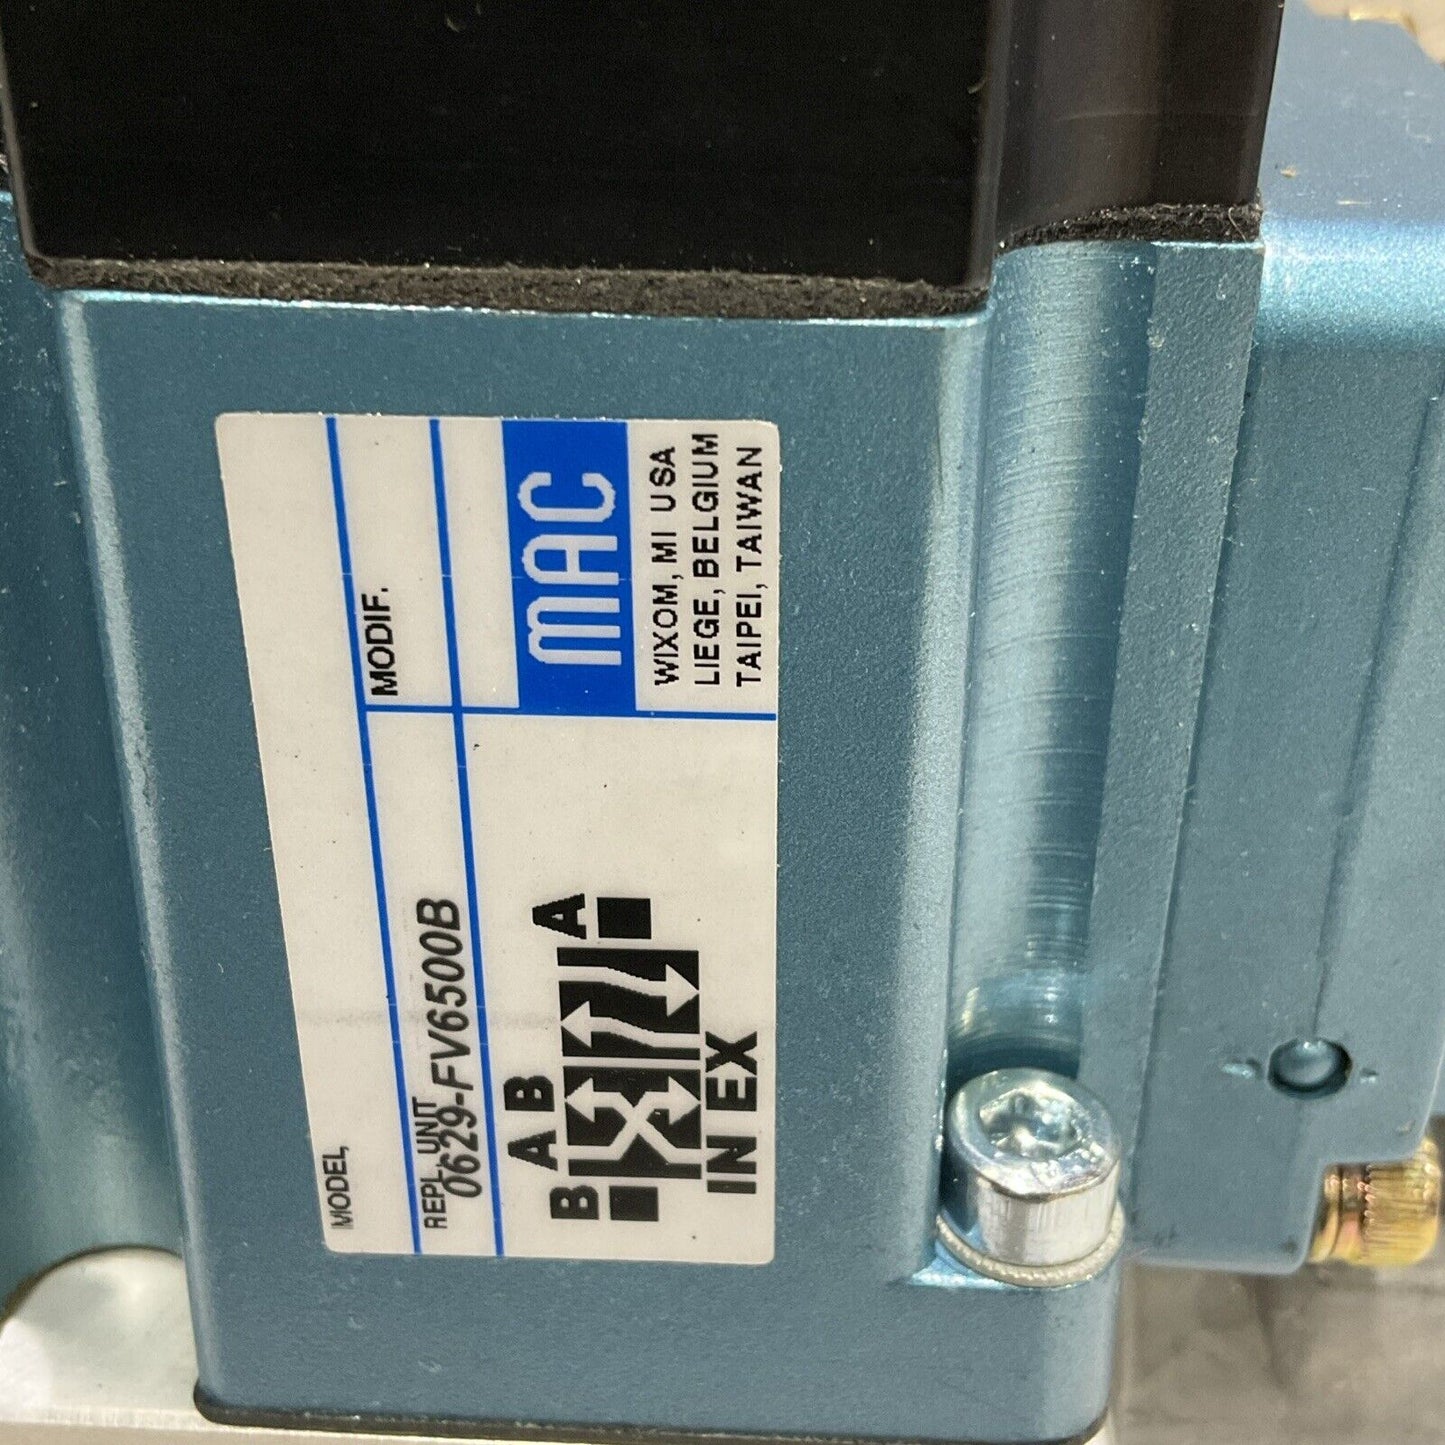 MODEL
MODIF.
REPL. UNIT
0629-FV6500B
MAC
WIXOM, MI USA
LIEGE, BELGIUM
TAIPEI, TAIWAN
A B
B A
IN EX